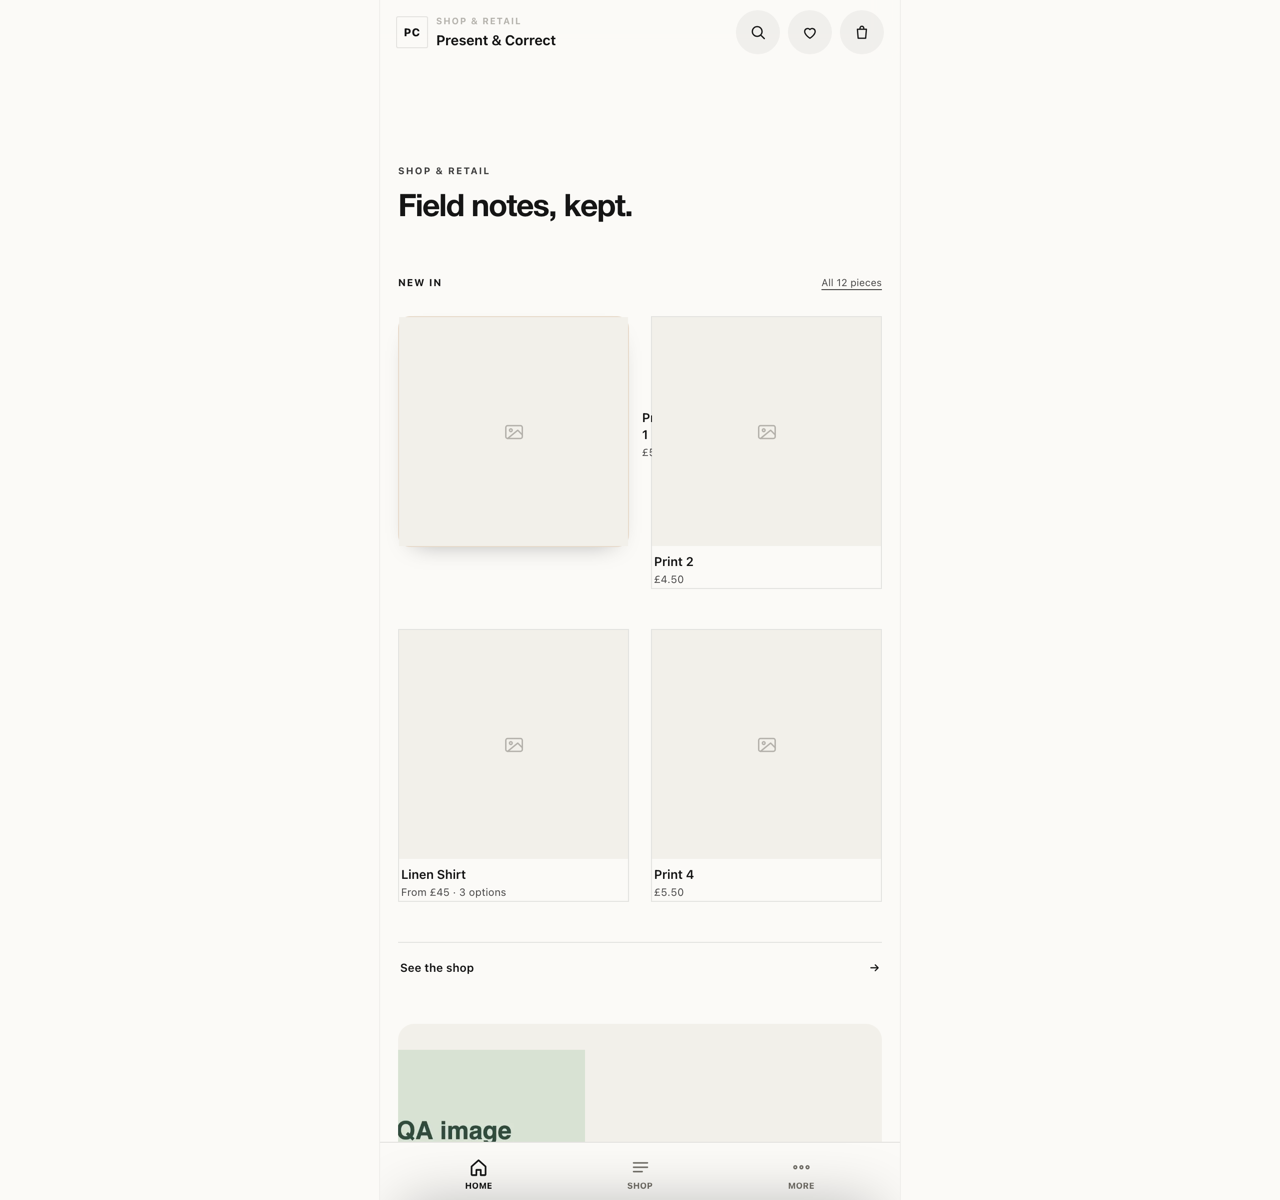 PC
SHOP & RETAIL
Present & Correct
SHOP & RETAIL
Field notes, kept.
NEW IN
All 12 pieces
1
Print 2
£4.50
Linen Shirt
From £45 · 3 options
Print 4
£5.50
See the shop
QA image
HOME
SHOP
MORE